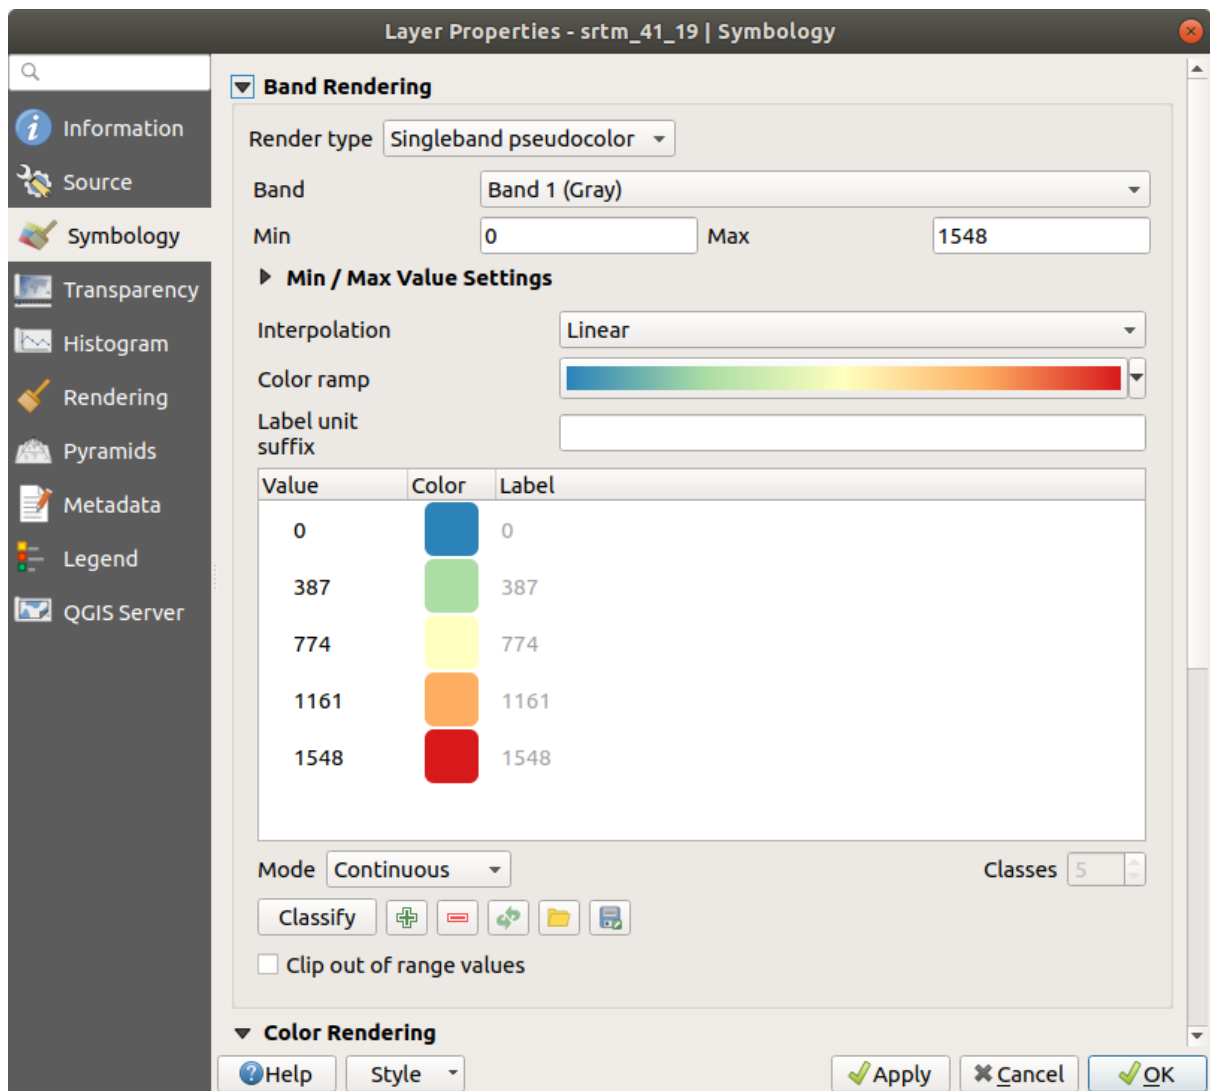 Layer Properties - srtm_41_19 | Symbology
Information
Source
Symbology
Transparency
Histogram
Rendering
Pyramids
Metadata
Legend
QGIS Server
Band Rendering
Render type Singleband pseudocolor
Band Band 1 (Gray)
Min 0 Max 1548
Min / Max Value Settings
Interpolation Linear
Color ramp
Label unit
suffix
Value Color Label
0 0
387 387
774 774
1161 1161
1548 1548
Mode Continuous Classes 5
Classify
Clip out of range values
Color Rendering
Help Style Apply Cancel OK